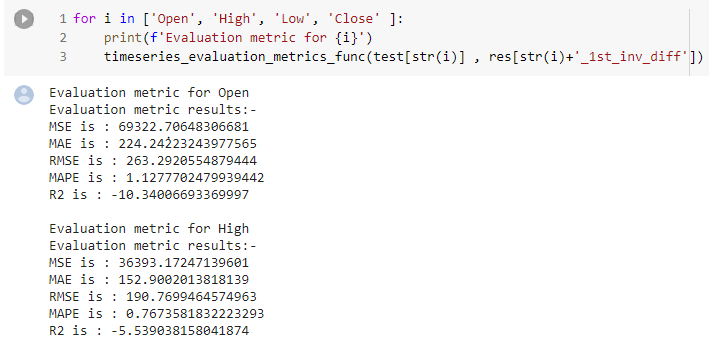 1 for i in ['Open', 'High', 'Low', 'Close' ]:
2     print(f'Evaluation metric for {i}')
3     timeseries_evaluation_metrics_func(test[str(i)] , res[str(i)+'_1st_inv_diff'])
Evaluation metric for Open
Evaluation metric results:-
MSE is : 69322.70648306681
MAE is : 224.24223243977565
RMSE is : 263.2920554879444
MAPE is : 1.1277702479939442
R2 is : -10.34006693369997
Evaluation metric for High
Evaluation metric results:-
MSE is : 36393.17247139601
MAE is : 152.9002013818139
RMSE is : 190.7699464574963
MAPE is : 0.7673581832223293
R2 is : -5.539038158041874